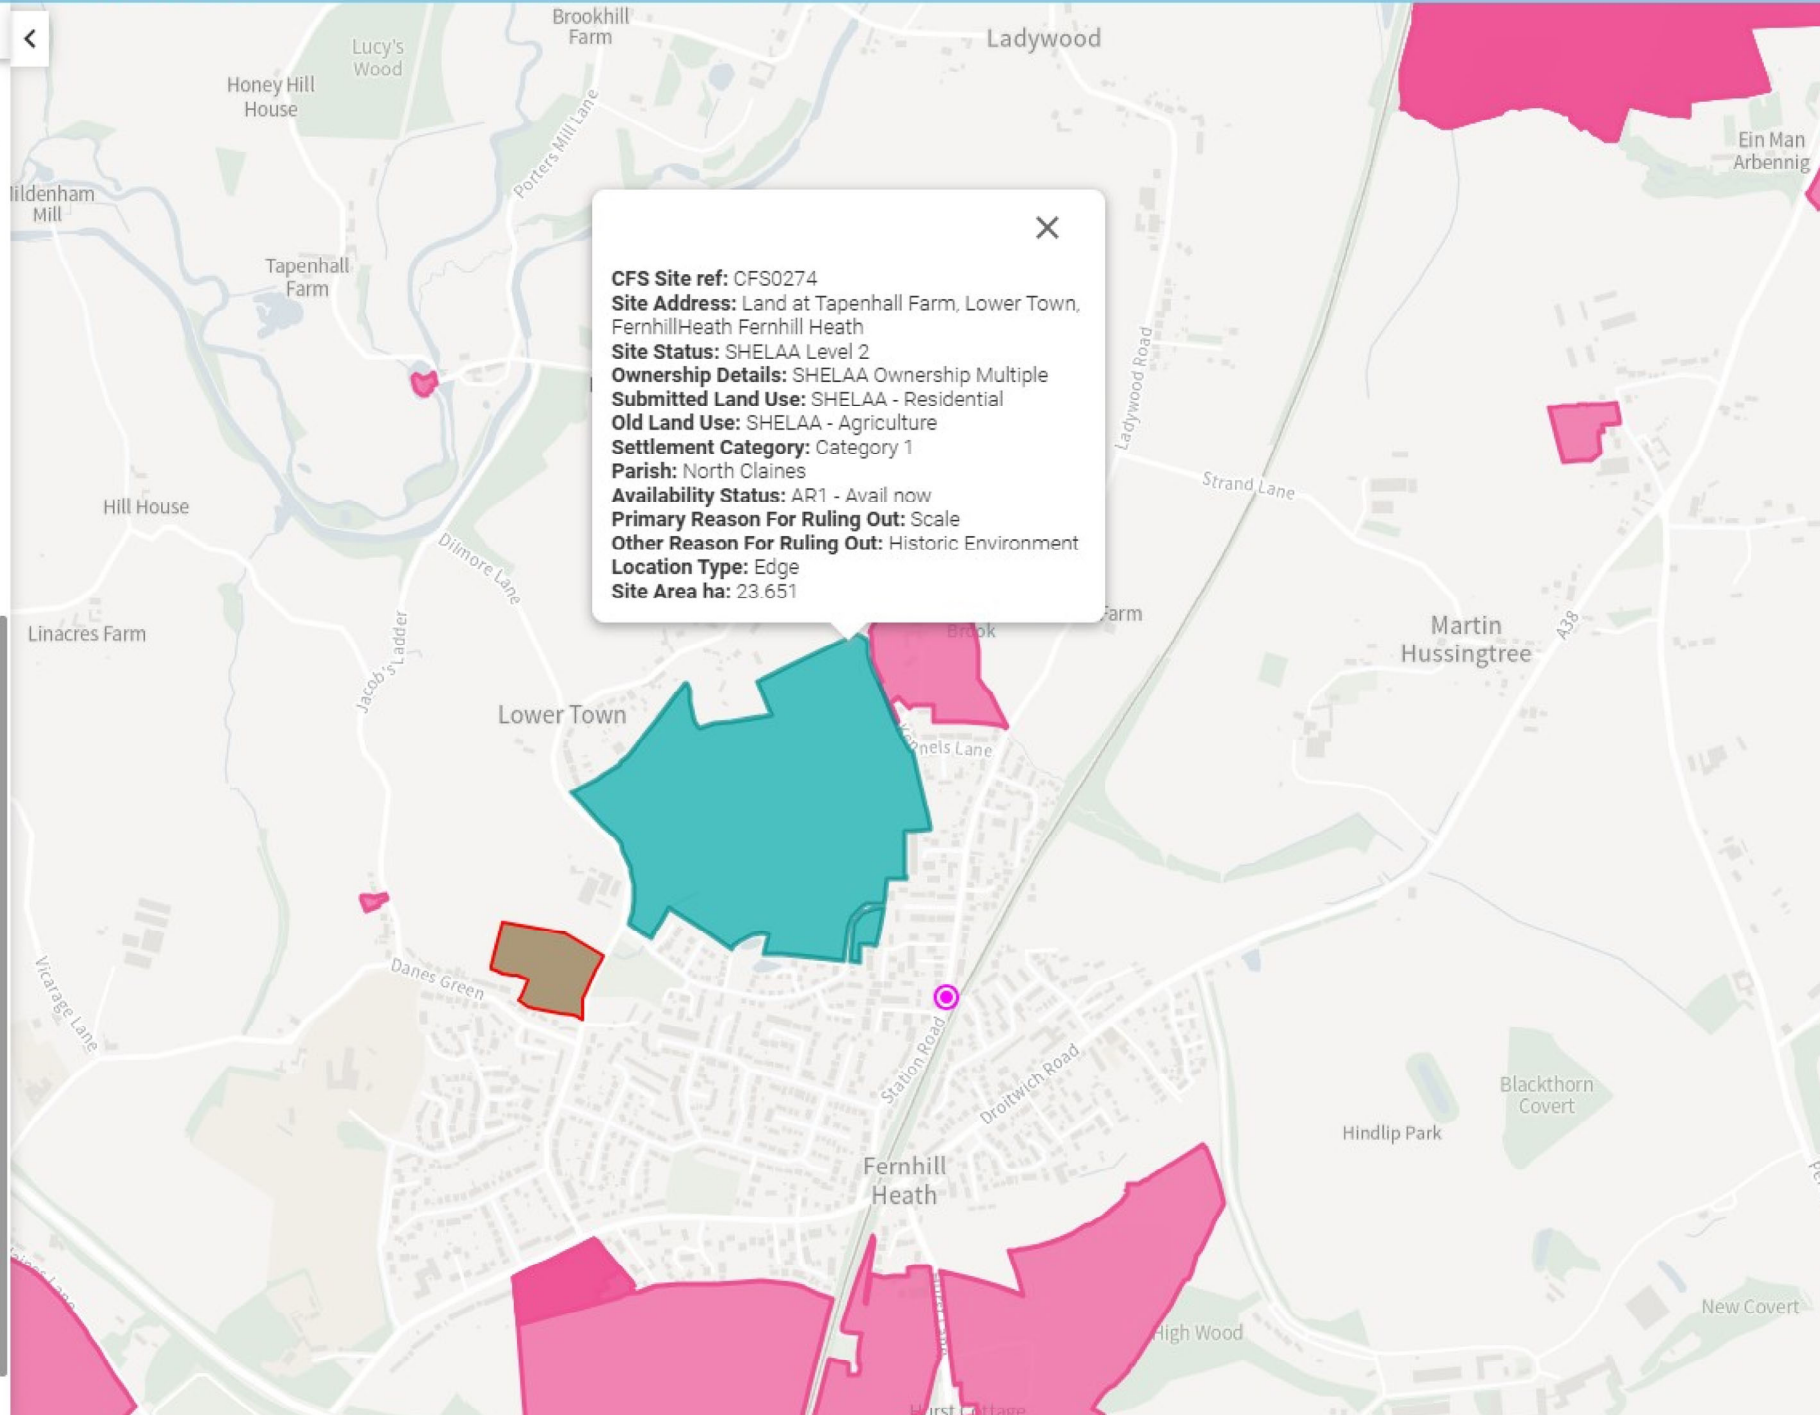 Brookhill
Farm
Ladywood
Lucy's
Wood
Honey Hill
House
Porters Mill Lane
Ein Man
Arbennig
Mill
Tapenhall
Farm
CFS Site ref: CFS0274
Site Address: Land at Tapenhall Farm, Lower Town,
FernhillHeath Fernhill Heath
Site Status: SHELAA Level 2
Ownership Details: SHELAA Ownership Multiple
Submitted Land Use: SHELAA - Residential
Old Land Use: SHELAA - Agriculture
Settlement Category: Category 1
Parish: North Claines
Availability Status: AR1 - Avail now
Primary Reason For Ruling Out: Scale
Other Reason For Ruling Out: Historic Environment
Location Type: Edge
Site Area ha: 23.651
Ladywood Road
Strand Lane
Hill House
Dilmore Lane
Linacres Farm
Jacob's Ladder
Brook
Farm
A38
Martin
Hussingtree
Lower Town
Kennels Lane
Vicarage Lane
Danes Green
Station Road
Droitwich Road
Blackthorn
Covert
Hindlip Park
Fernhill
Heath
New Covert
High Wood
Lane
Hurst Cottage